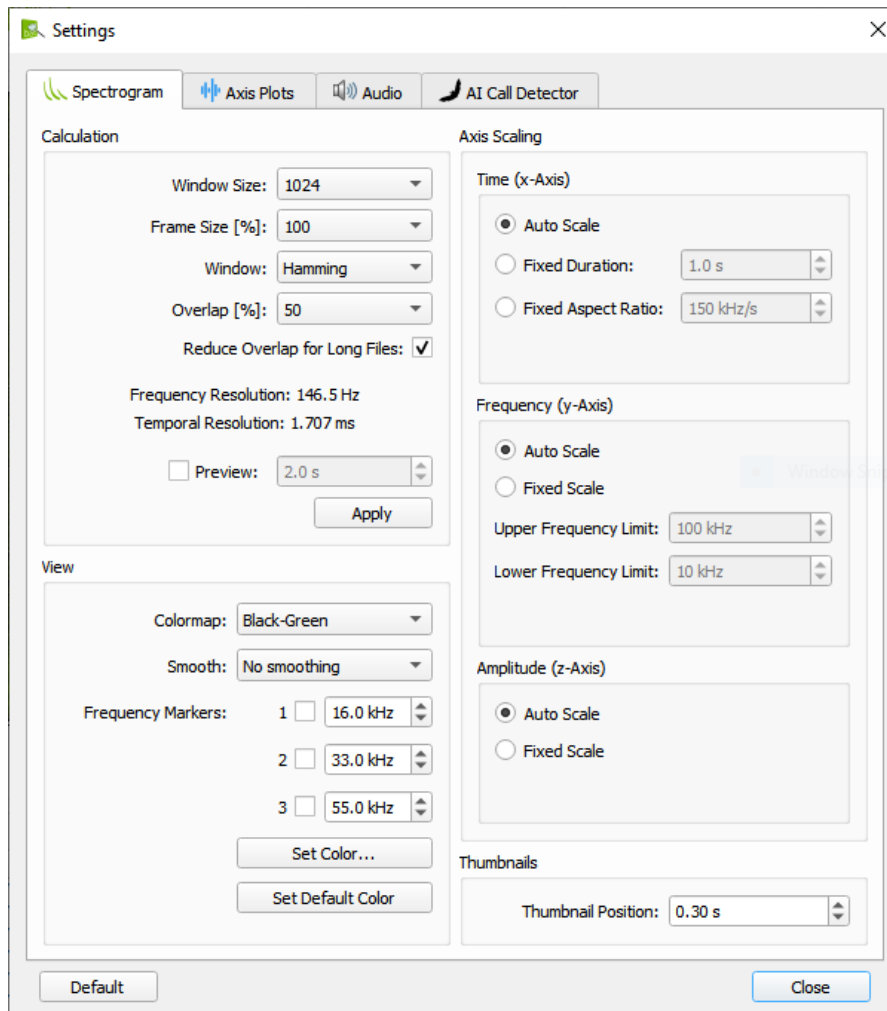 Settings
Spectrogram
Axis Plots
Audio
AI Call Detector
Calculation
Window Size: 1024
Frame Size [%]: 100
Window: Hamming
Overlap [%]: 50
Reduce Overlap for Long Files:
Frequency Resolution: 146.5 Hz
Temporal Resolution: 1.707 ms
Preview: 2.0 s
Apply
View
Colormap: Black-Green
Smooth: No smoothing
Frequency Markers: 1 16.0 kHz
2 33.0 kHz
3 55.0 kHz
Set Color...
Set Default Color
Axis Scaling
Time (x-Axis)
Auto Scale
Fixed Duration: 1.0 s
Fixed Aspect Ratio: 150 kHz/s
Frequency (y-Axis)
Auto Scale
Fixed Scale
Upper Frequency Limit: 100 kHz
Lower Frequency Limit: 10 kHz
Amplitude (z-Axis)
Auto Scale
Fixed Scale
Thumbnails
Thumbnail Position: 0.30 s
Default
Close